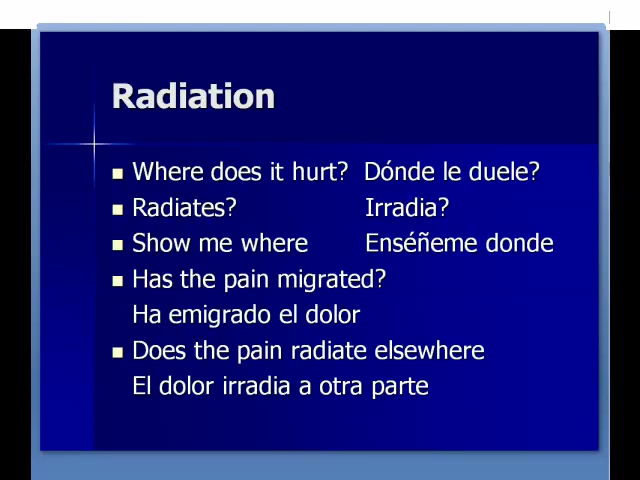 Radiation
Where does it hurt? Dónde le duele?
Radiates? Irradia?
Show me where Enséñeme donde
Has the pain migrated?
Ha emigrado el dolor
Does the pain radiate elsewhere
El dolor irradia a otra parte